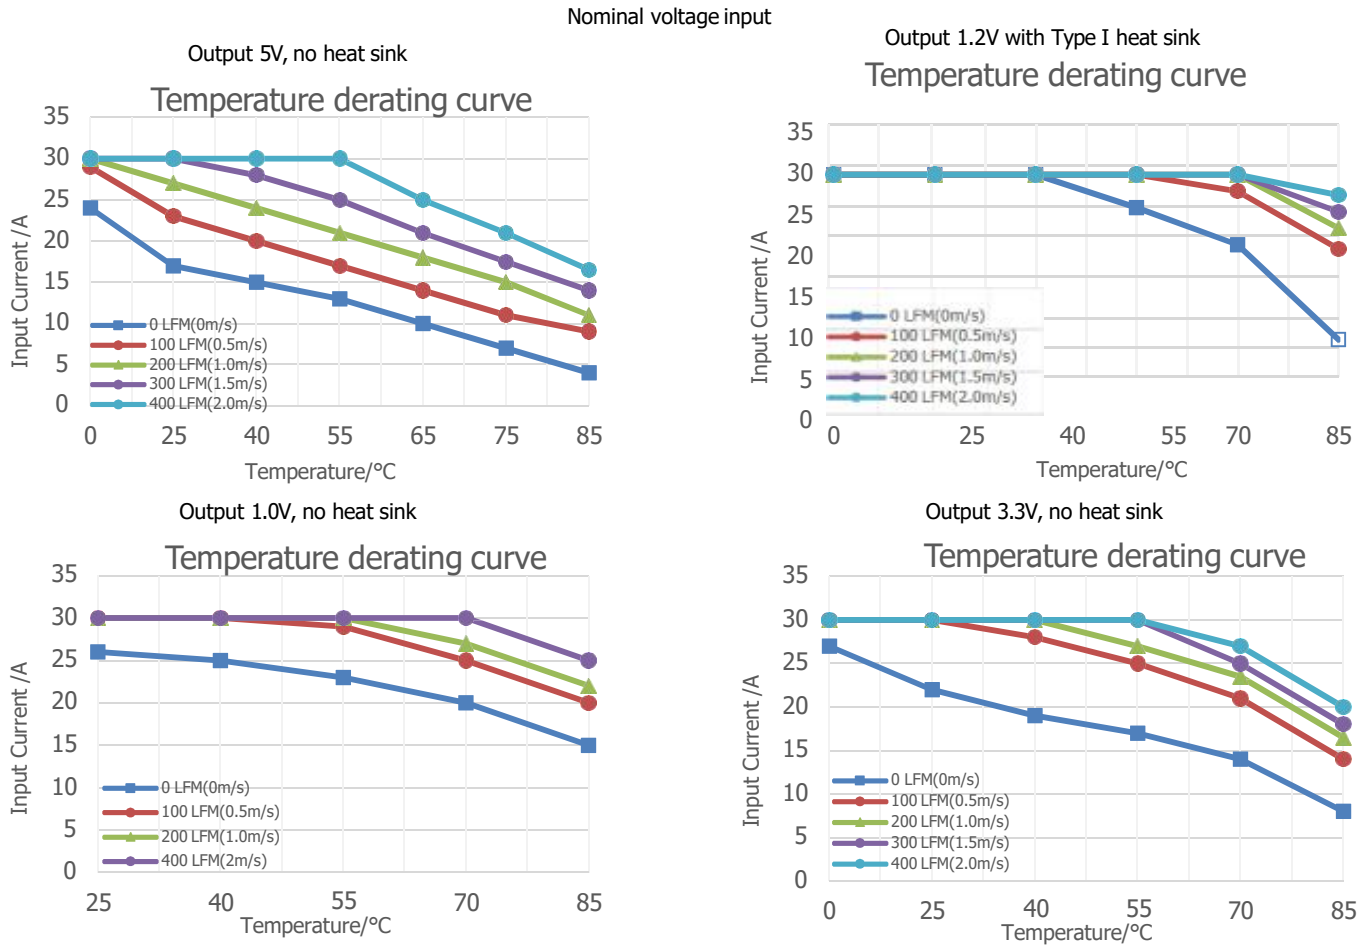 Nominal voltage input
Output 5V, no heat sink
Temperature derating curve
35
30
25
20
15
10
5
0
Input Current /A
0 LFM(0m/s)
100 LFM(0.5m/s)
200 LFM(1.0m/s)
300 LFM(1.5m/s)
400 LFM(2.0m/s)
0 25 40 55 65 75 85
Temperature/°C
Output 1.2V with Type I heat sink
Temperature derating curve
35
30
25
20
15
10
5
0
Input Current /A
0 LFM(0m/s)
100 LFM(0.5m/s)
200 LFM(1.0m/s)
300 LFM(1.5m/s)
400 LFM(2.0m/s)
0 25 40 55 70 85
Temperature/°C
Output 1.0V, no heat sink
Temperature derating curve
35
30
25
20
15
10
5
0
Input Current /A
0 LFM(0m/s)
100 LFM(0.5m/s)
200 LFM(1.0m/s)
400 LFM(2m/s)
25 40 55 70 85
Temperature/°C
Output 3.3V, no heat sink
Temperature derating curve
35
30
25
20
15
10
5
0
Input Current /A
0 LFM(0m/s)
100 LFM(0.5m/s)
200 LFM(1.0m/s)
300 LFM(1.5m/s)
400 LFM(2.0m/s)
0 25 40 55 70 85
Temperature/°C